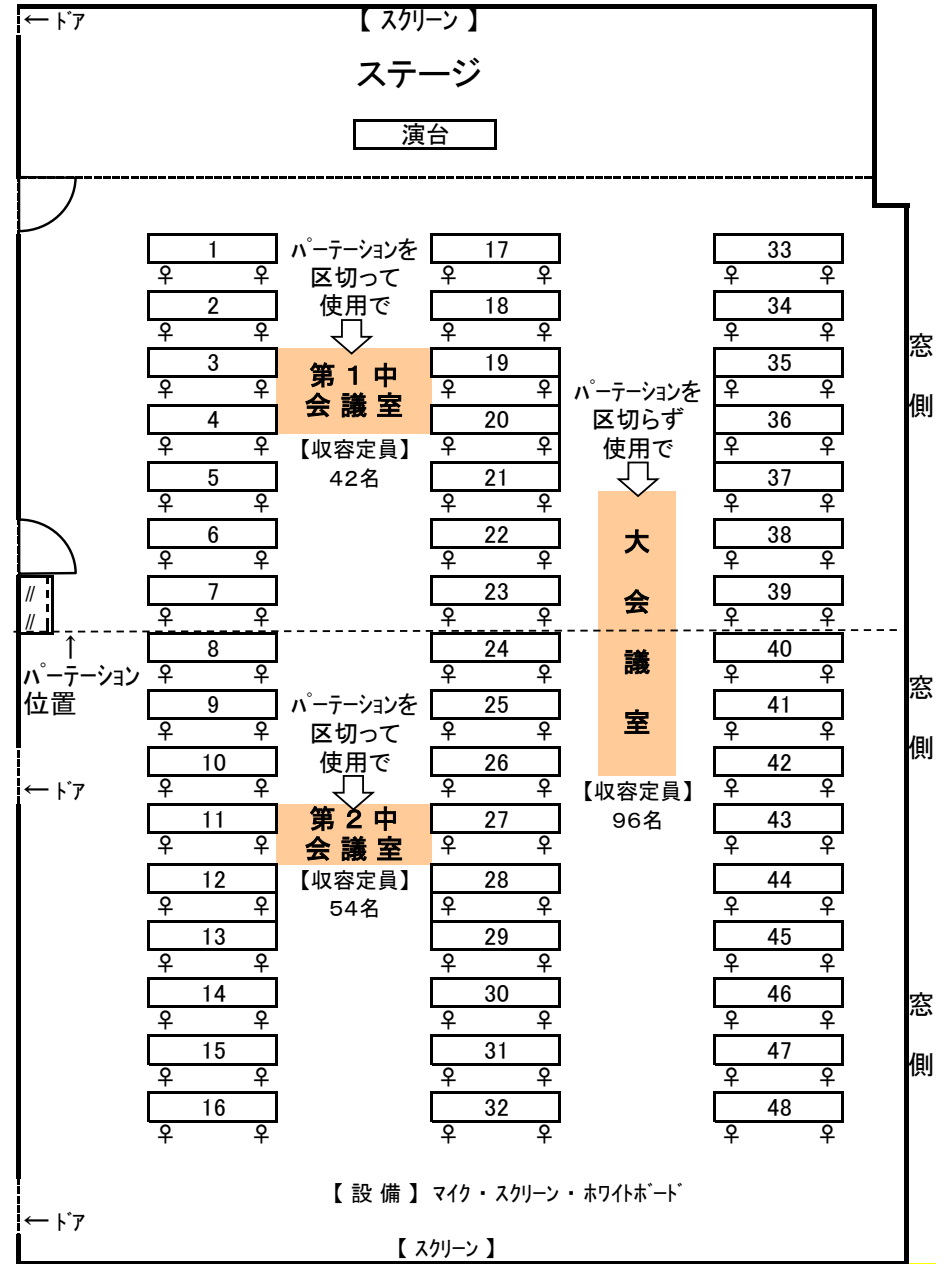 ← ドア
【 スクリーン 】
ステージ
演台
1
2
3
4
5
6
7
8
9
10
11
12
13
14
15
16
パーテーションを
区切って
使用で
第１中
会議室
【収容定員】
４２名
パーテーションを
区切って
使用で
第２中
会議室
【収容定員】
５４名
17
18
19
20
21
22
23
24
25
26
27
28
29
30
31
32
パーテーションを
区切らず
使用で
大
会
議
室
【収容定員】
９６名
33
34
35
36
37
38
39
40
41
42
43
44
45
46
47
48
窓
側
窓
側
窓
側
↑
パーテーション
位置
← ドア
【 設 備 】 マイク ・ スクリーン ・ ホワイトボード
← ドア
【 スクリーン 】